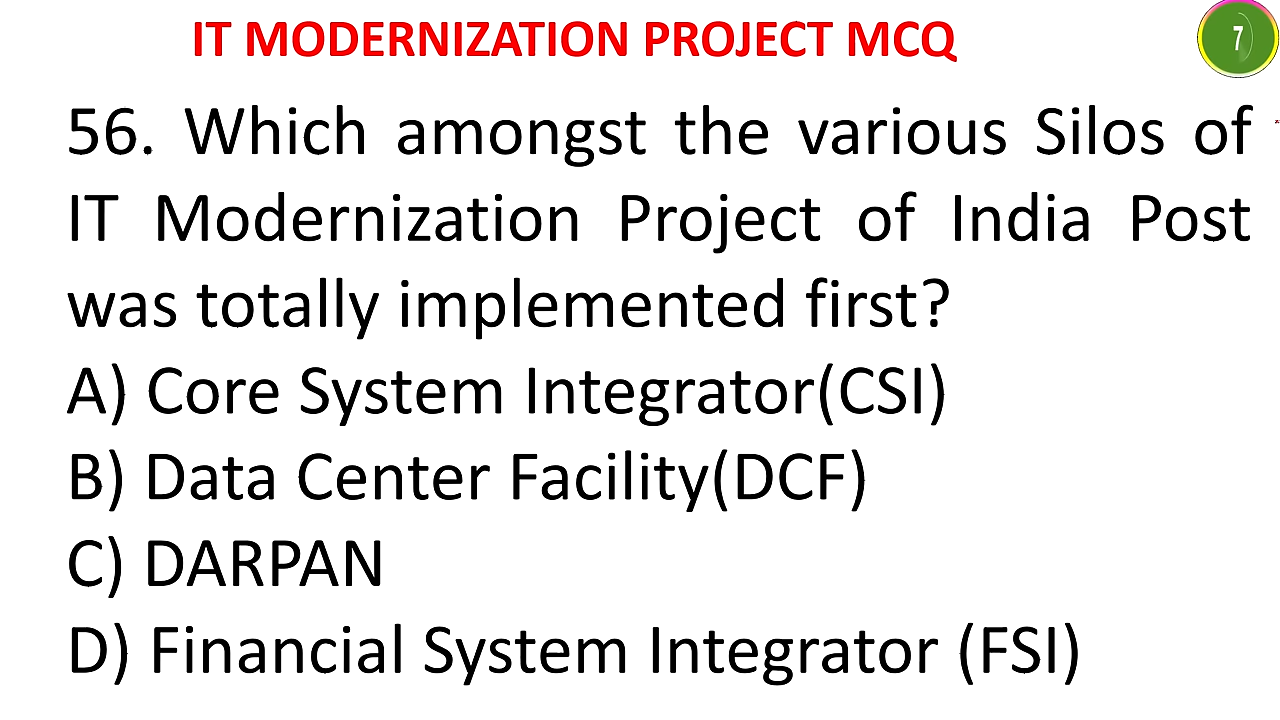 IT MODERNIZATION PROJECT MCQ
7
56. Which amongst the various Silos of
IT Modernization Project of India Post
was totally implemented first?
A) Core System Integrator(CSI)
B) Data Center Facility(DCF)
C) DARPAN
D) Financial System Integrator (FSI)